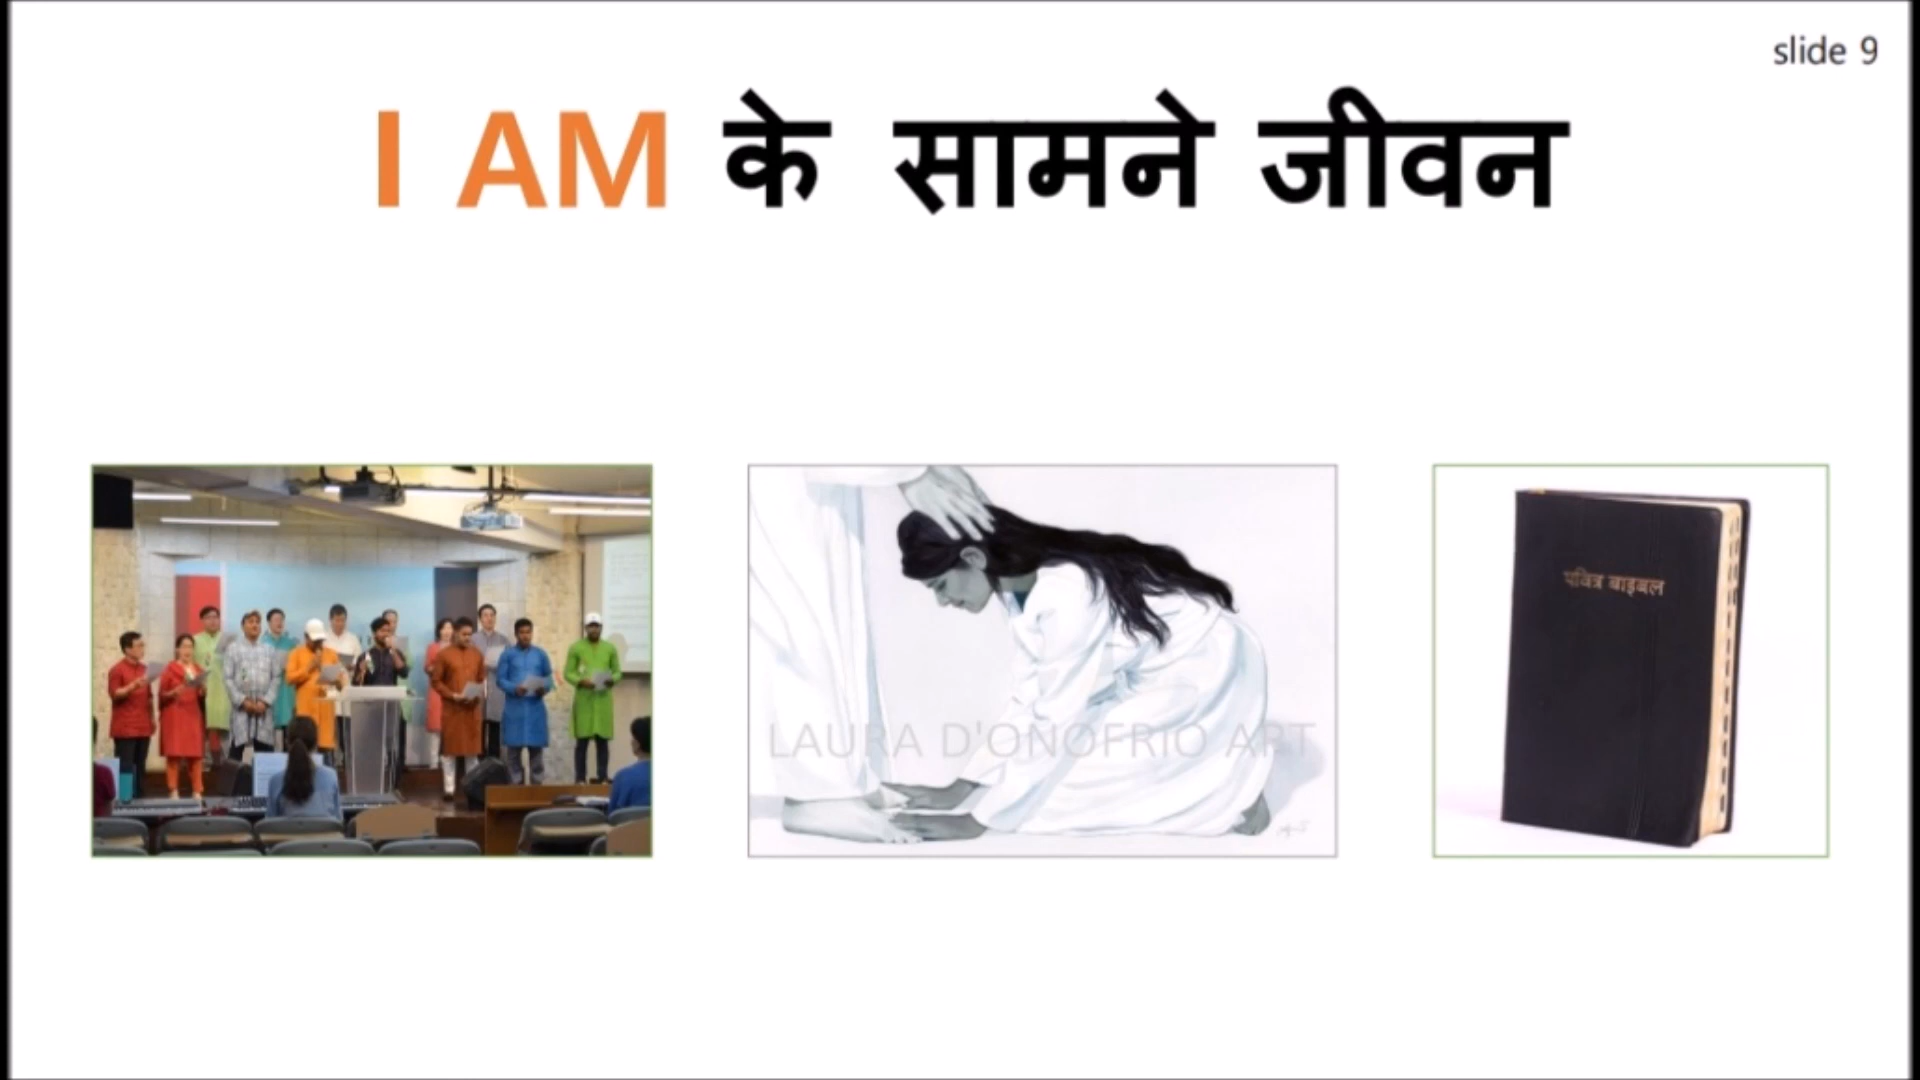 slide 9
I AM के सामने जीवन
LAURA D'ONOFRIO ART
पवित्र बाइबल